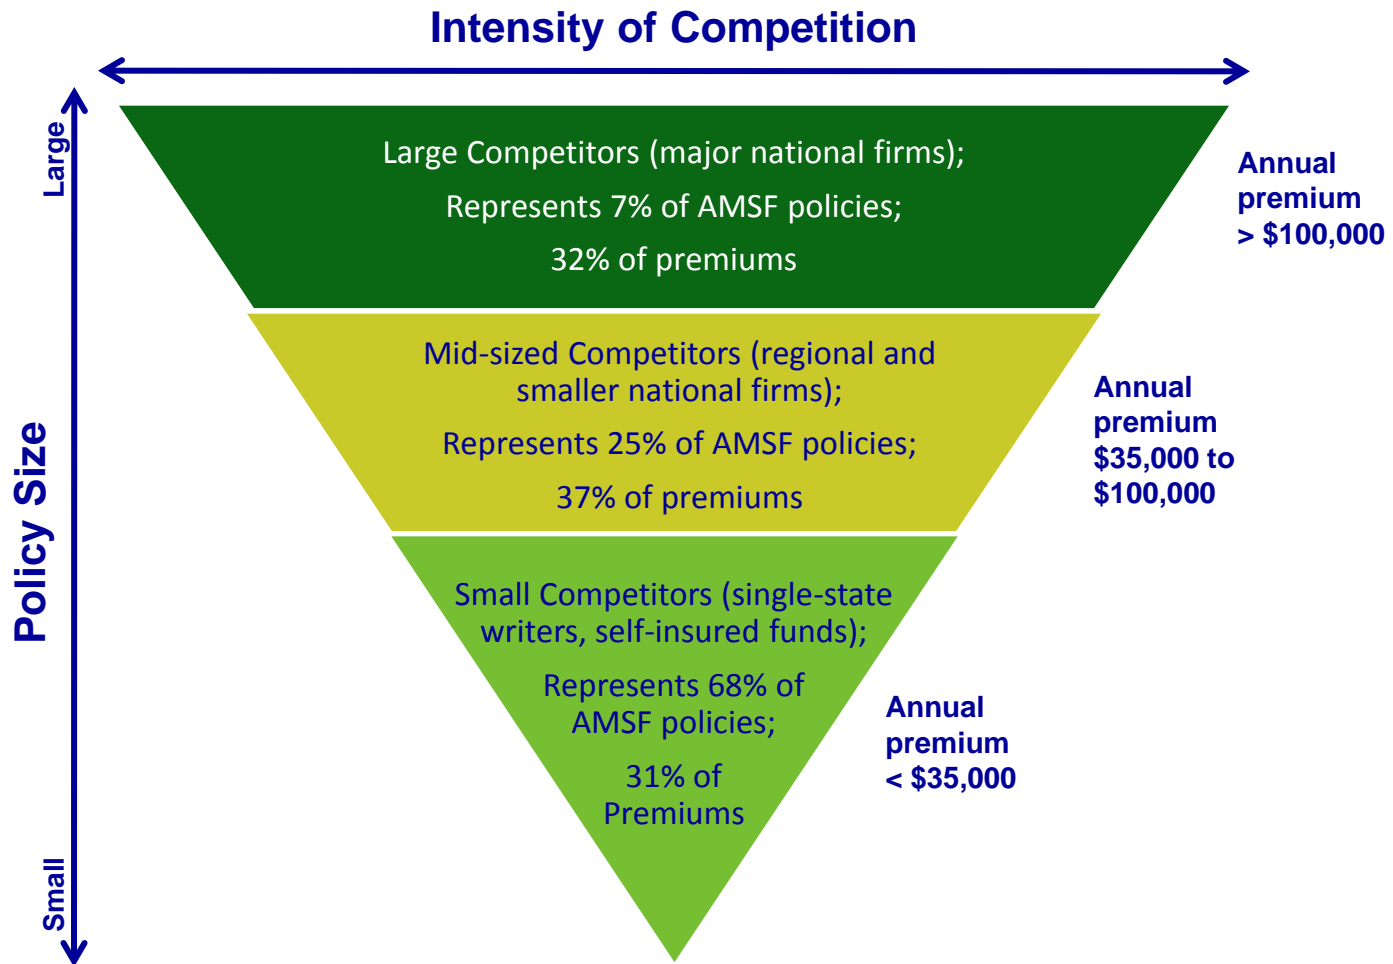 Intensity of Competition
Large
Large Competitors (major national firms);
Represents 7% of AMSF policies;
32% of premiums
Annual
premium
> $100,000
Mid-sized Competitors (regional and
smaller national firms);
Represents 25% of AMSF policies;
37% of premiums
Annual
premium
$35,000 to
$100,000
Policy Size
Small Competitors (single-state
writers, self-insured funds);
Represents 68% of
AMSF policies;
31% of
Premiums
Annual
premium
< $35,000
Small